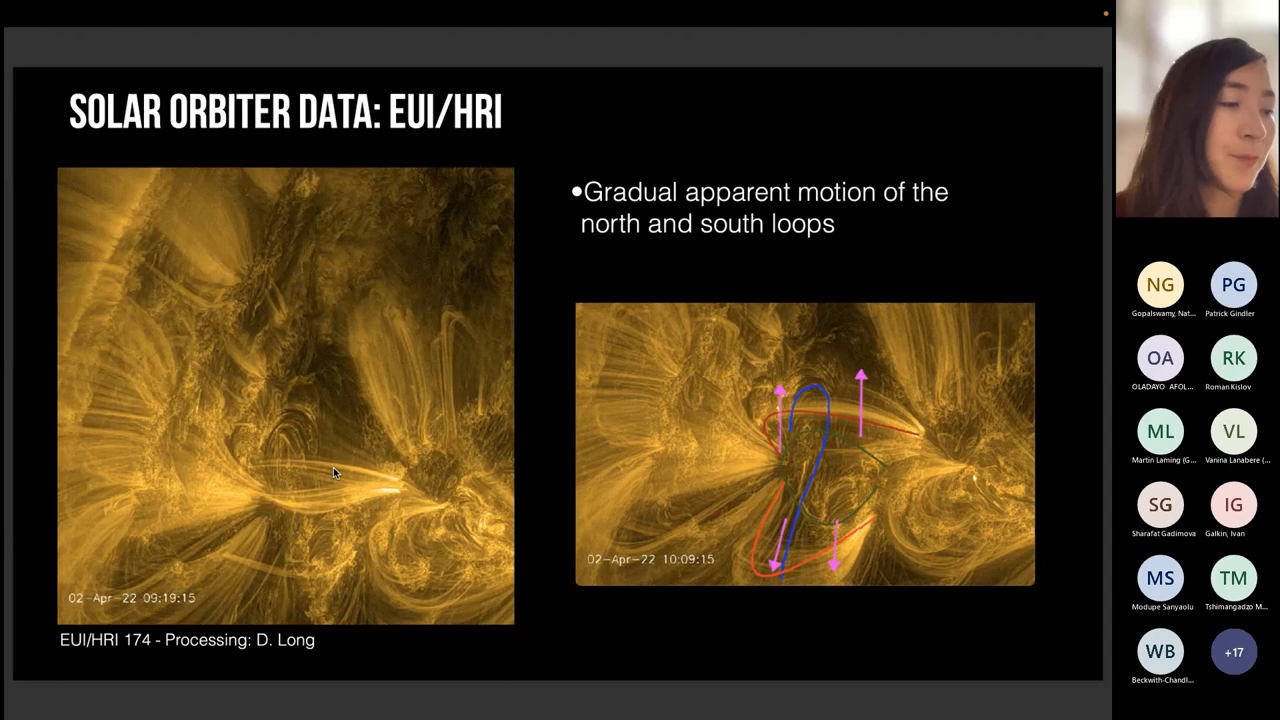 SOLAR ORBITER DATA: EUI/HRI
•Gradual apparent motion of the
north and south loops
02-Apr-22 09:19:15
EUI/HRI 174 - Processing: D. Long
02-Apr-22 10:09:15
NG
Gopalswamy, Nat...
PG
Patrick Gindler
OA
OLADAYO AFOL...
RK
Roman Kislov
ML
Martin Laming (G...
VL
Vanina Lanabere (...
SG
Sharafat Gadimova
IG
Galkin, Ivan
MS
Modupe Sanyaolu
TM
Tshimangadzo M...
WB
Beckwith-Chandl...
+17